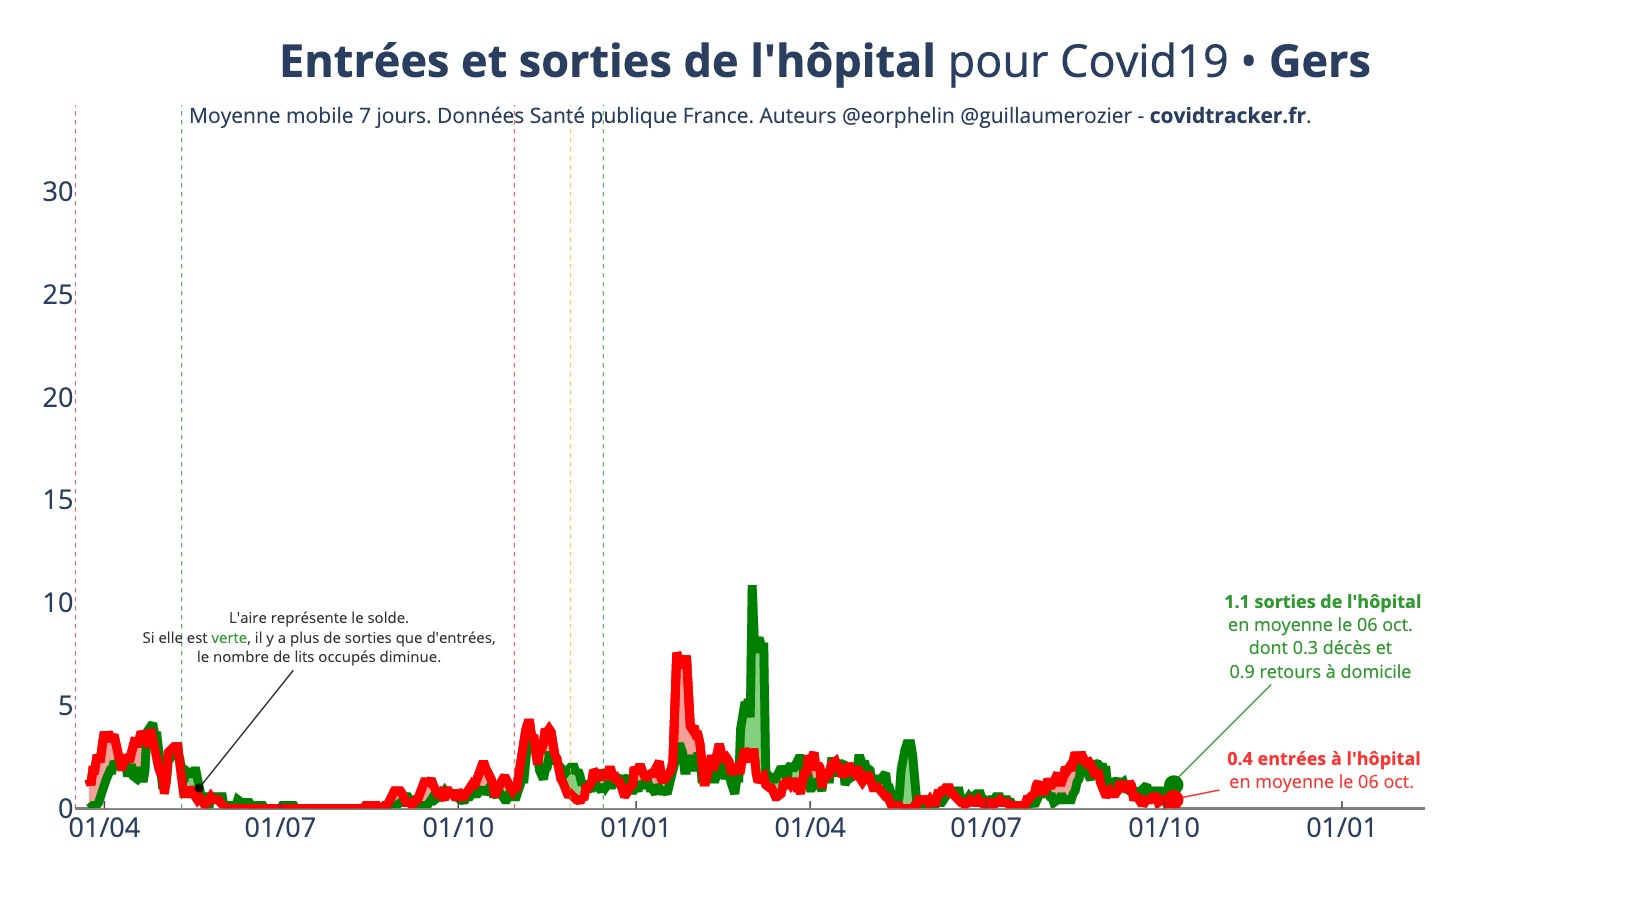 Entrées et sorties de l'hôpital pour Covid19 • Gers
Moyenne mobile 7 jours. Données Santé publique France. Auteurs @eorphelin @guillaumerozier - covidtracker.fr.
30
25
20
15
10
5
0
L'aire représente le solde.
Si elle est verte, il y a plus de sorties que d'entrées,
le nombre de lits occupés diminue.
1.1 sorties de l'hôpital
en moyenne le 06 oct.
dont 0.3 décès et
0.9 retours à domicile
0.4 entrées à l'hôpital
en moyenne le 06 oct.
01/04 01/07 01/10 01/01 01/04 01/07 01/10 01/01